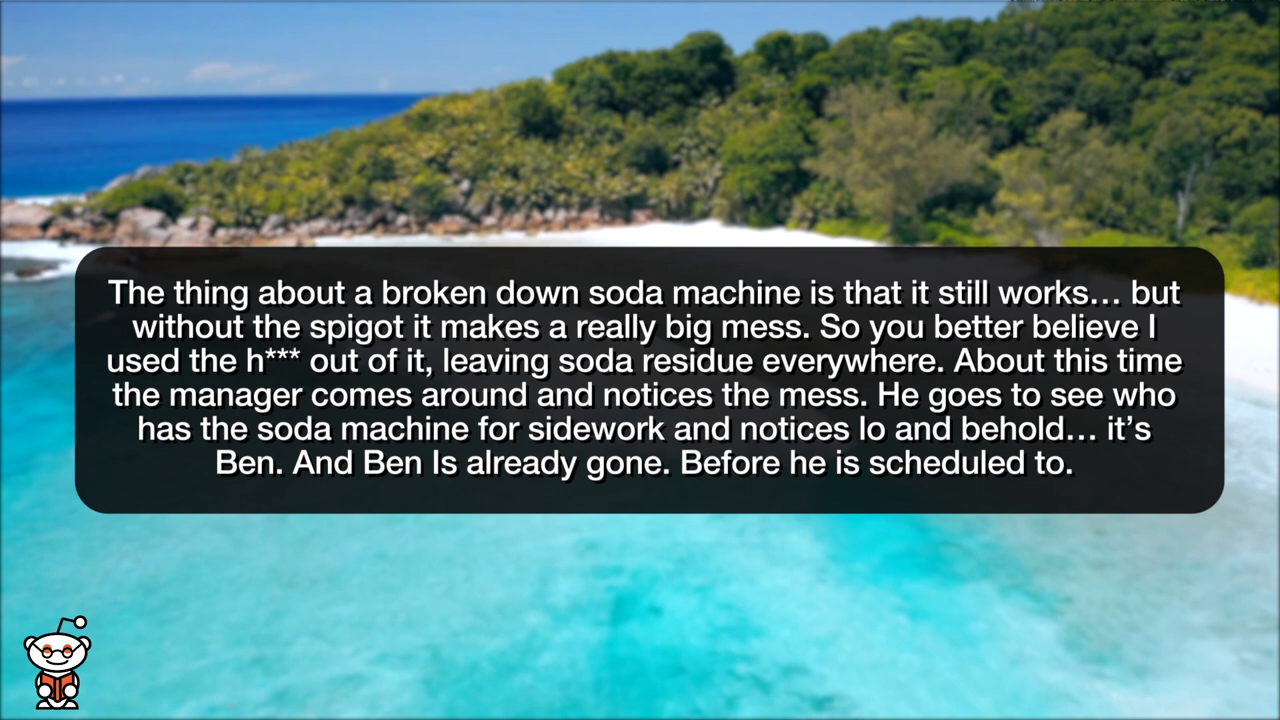 The thing about a broken down soda machine is that it still works… but
without the spigot it makes a really big mess. So you better believe I
used the h*** out of it, leaving soda residue everywhere. About this time
the manager comes around and notices the mess. He goes to see who
has the soda machine for sidework and notices lo and behold… it’s
Ben. And Ben Is already gone. Before he is scheduled to.